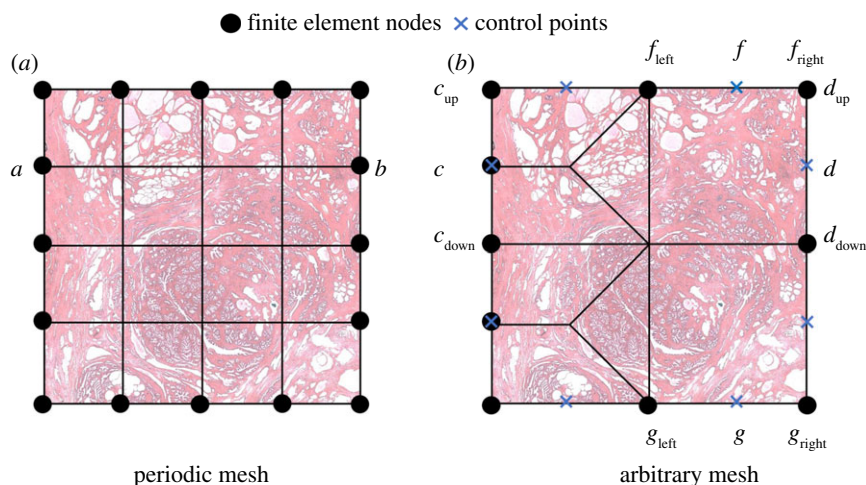 finite element nodes control points
(a) (b) f_left f f_right
c_up d_up
a b c d
c_down d_down
g_left g g_right
periodic mesh arbitrary mesh